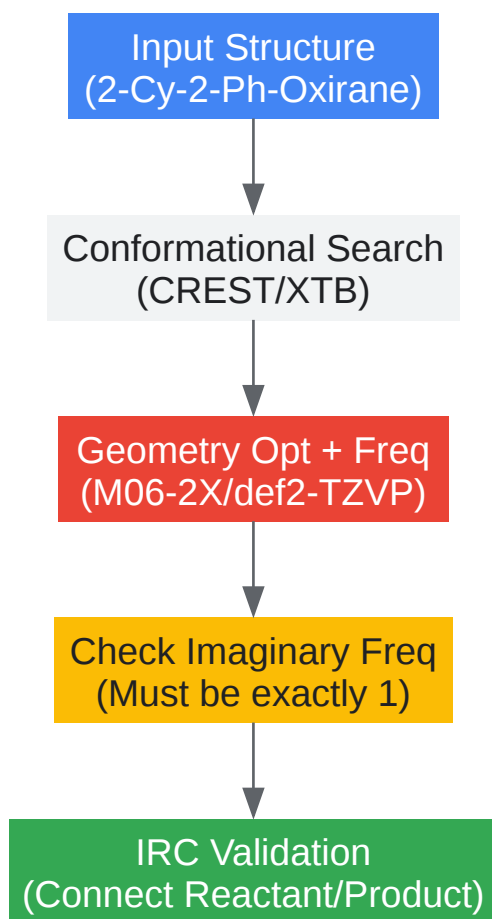 Input Structure
(2-Cy-2-Ph-Oxirane)
Conformational Search
(CREST/XTB)
Geometry Opt + Freq
(M06-2X/def2-TZVP)
Check Imaginary Freq
(Must be exactly 1)
IRC Validation
(Connect Reactant/Product)